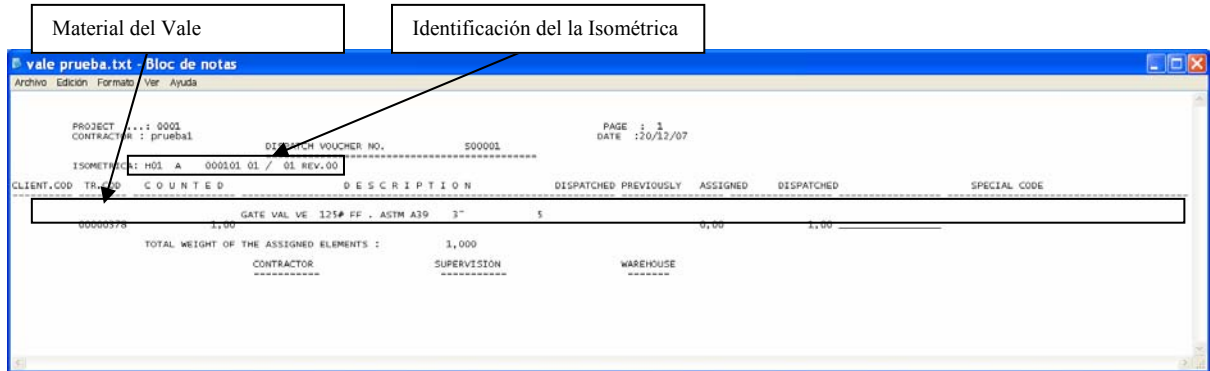 Material del Vale
Identificación del la Isométrica
vale prueba.txt - Bloc de notas
Archivo Edición Formato Ver Ayuda
PROJECT ...: 0001 PAGE : 1
CONTRACTOR : prueba1 DATE :20/12/07
DISPATCH VOUCHER NO. S00001
ISOMETRICA: H01 A 000101 01 / 01 REV.00
CLIENT.COD TR.COD C O U N T E D D E S C R I P T I O N DISPATCHED PREVIOUSLY ASSIGNED DISPATCHED SPECIAL CODE
GATE VAL VE 125# FF . ASTM A39 3" S
00000378 1,00 0,00 1,00
TOTAL WEIGHT OF THE ASSIGNED ELEMENTS : 1,000
CONTRACTOR SUPERVISION WAREHOUSE